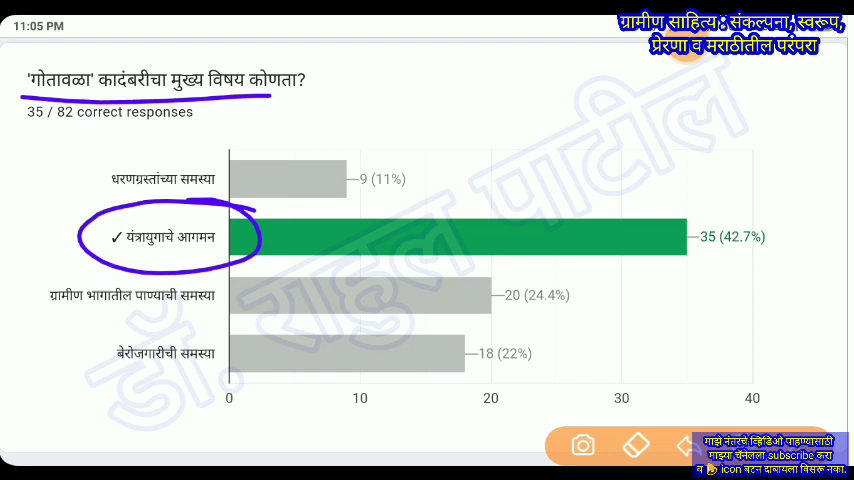 11:05 PM
ग्रामीण साहित्य : संकल्पना, स्वरूप,
प्रेरणा व मराठीतील परंपरा
'गोतावळा' कादंबरीचा मुख्य विषय कोणता?
35 / 82 correct responses
धरणग्रस्तांच्या समस्या
9 (11%)
✓ यंत्रायुगाचे आगमन
35 (42.7%)
ग्रामीण भागातील पाण्याची समस्या
20 (24.4%)
बेरोजगारीची समस्या
18 (22%)
0 10 20 30 40
डॉ. राहुल पाटील
माझे नंतरचे व्हिडिओ पाहण्यासाठी
माझ्या चॅनेलला subscribe करा
व 🔔 icon बटन दाबायला विसरू नका.